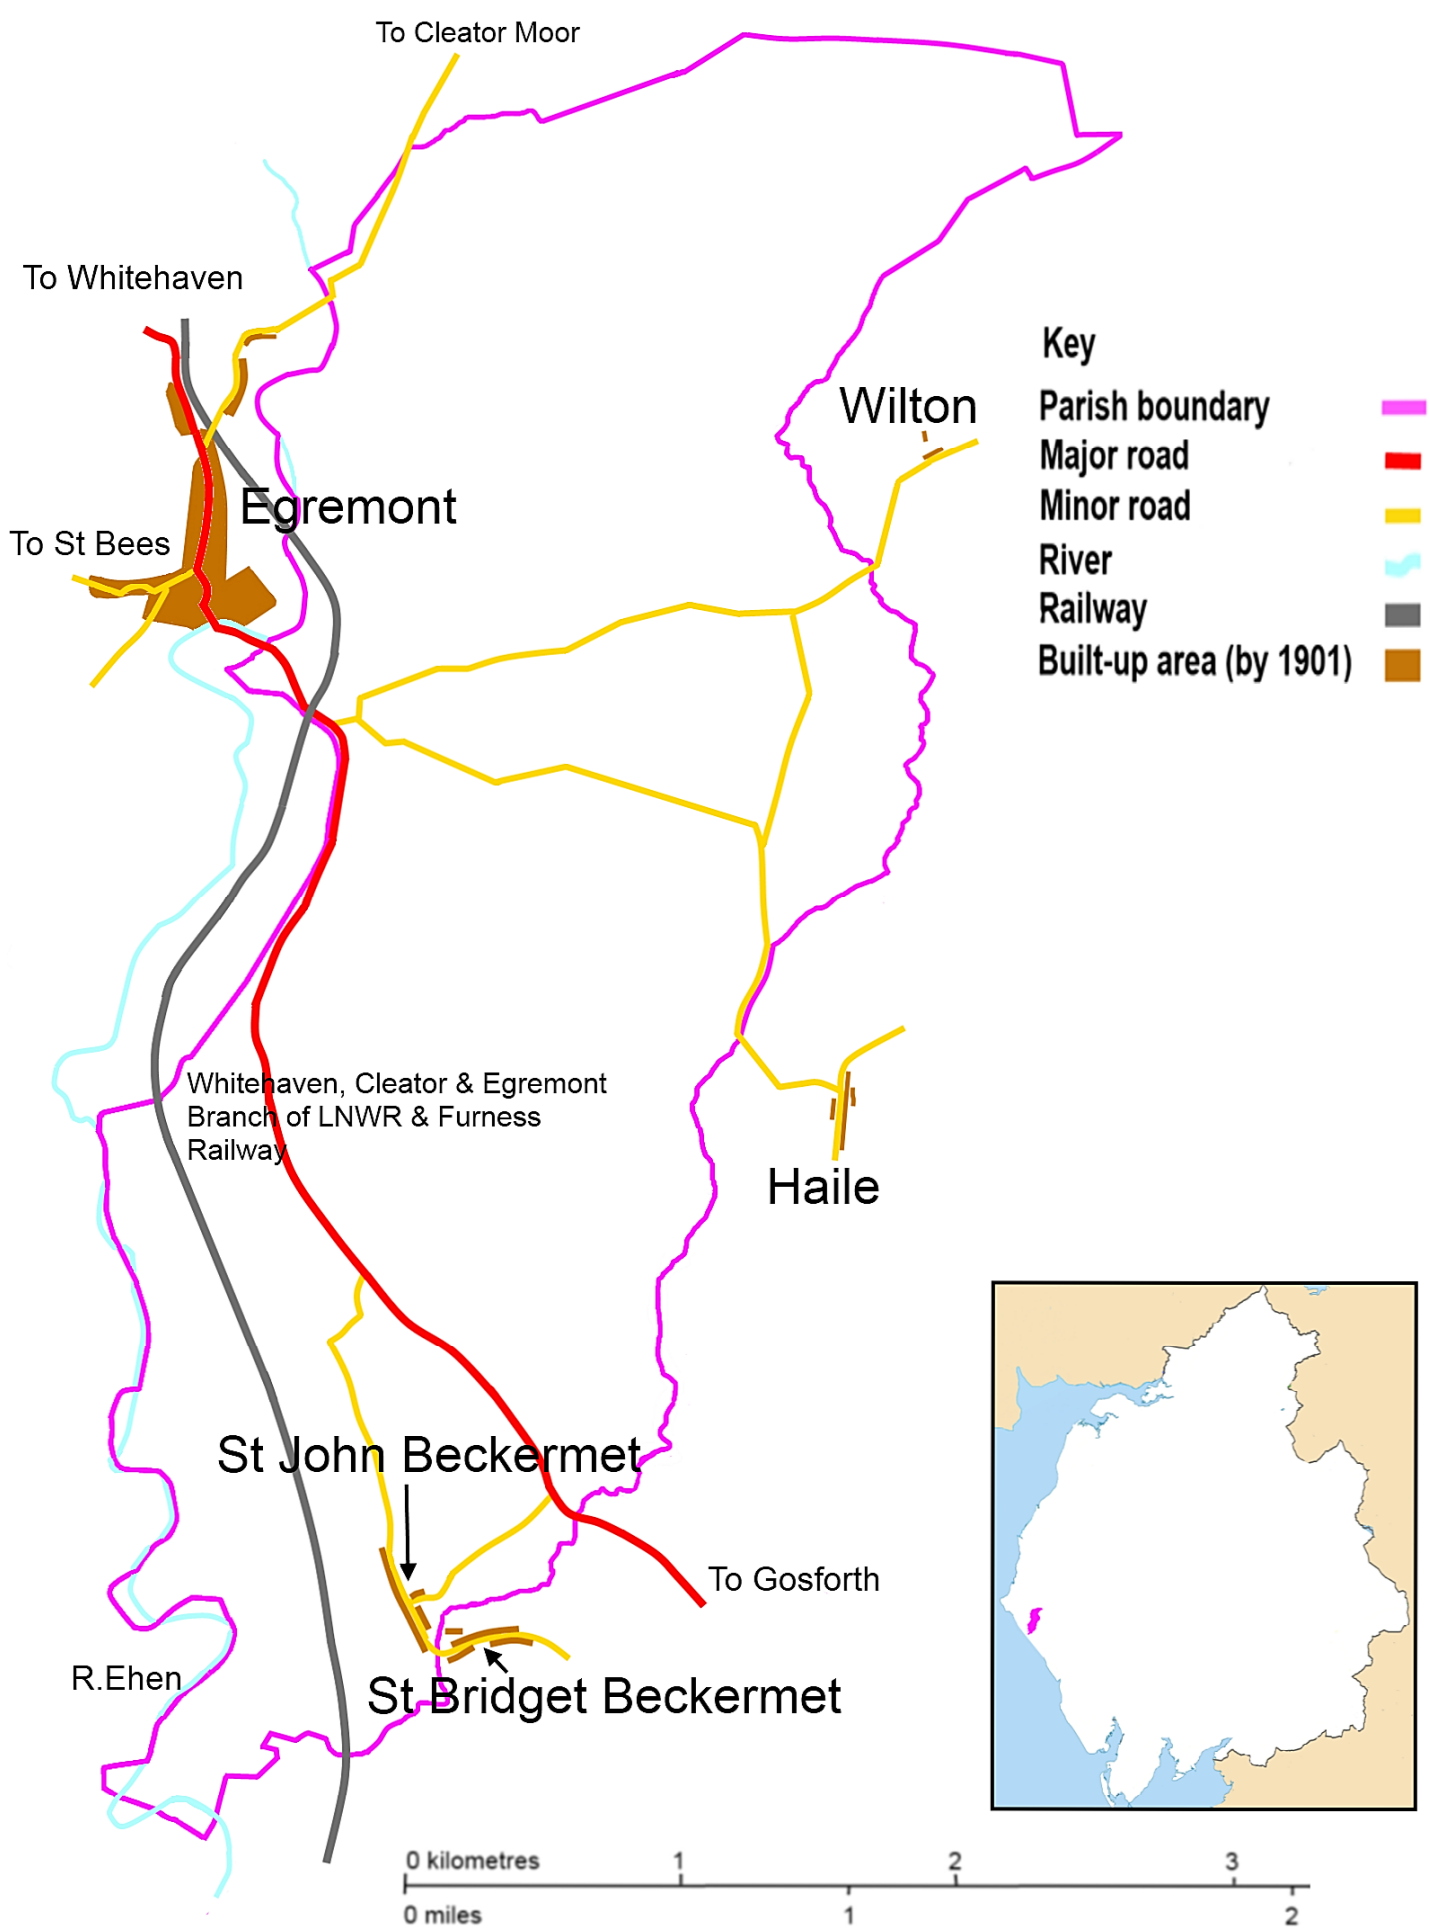 To Cleator Moor
To Whitehaven
Key
Wilton
Parish boundary
Major road
Egremont
Minor road
To St Bees
River
Railway
Built-up area (by 1901)
Whitehaven, Cleator & Egremont
Branch of LNWR & Furness
Railway
Haile
St John Beckermet
To Gosforth
R.Ehen
St Bridget Beckermet
0 kilometres 1 2 3
0 miles 1 2